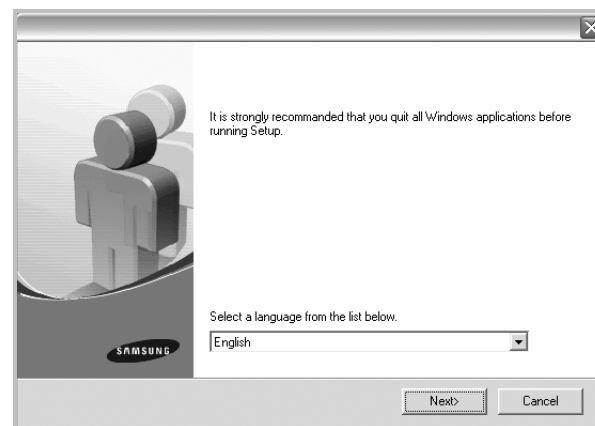 It is strongly recommanded that you quit all Windows applications before
running Setup.
Select a language from the list below.
English
SAMSUNG
Next>
Cancel